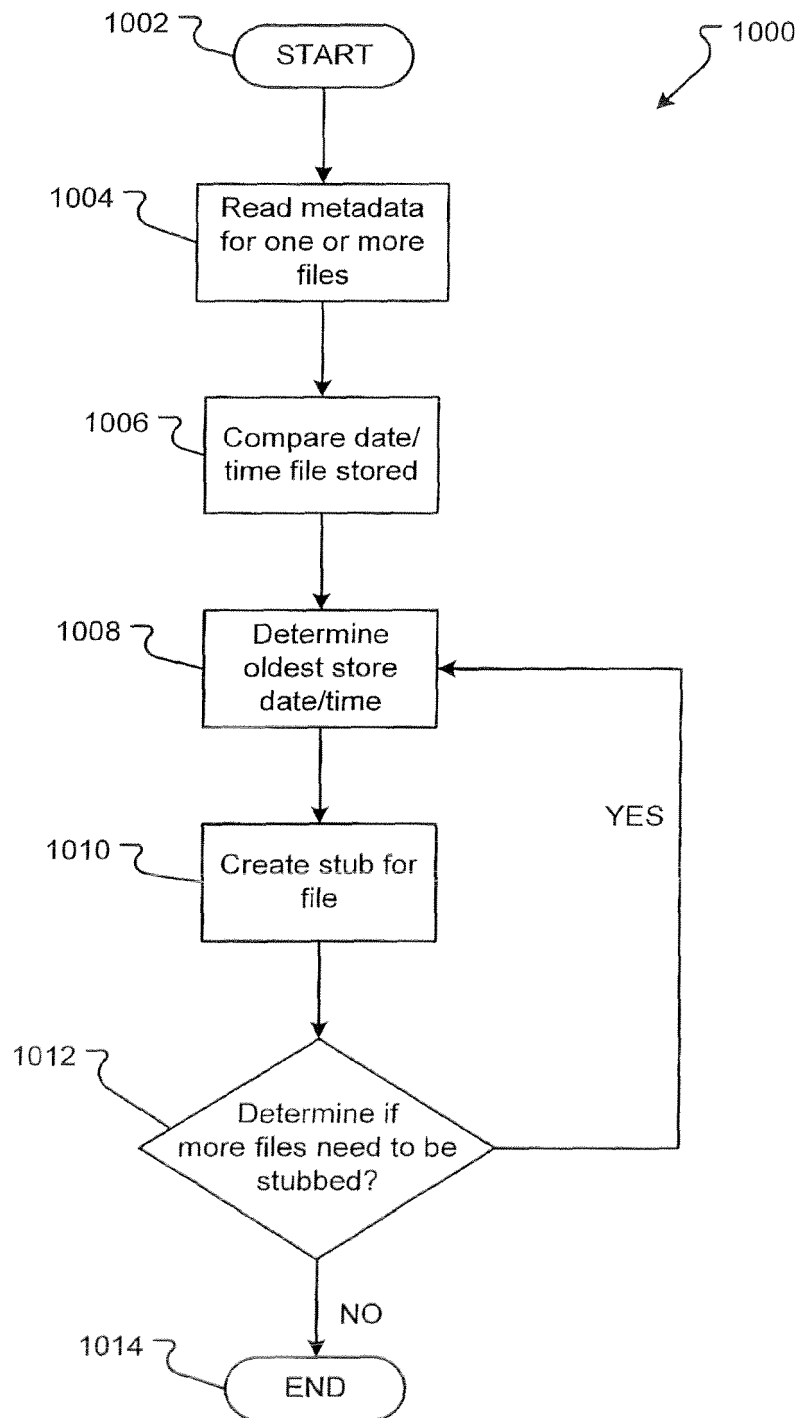 1002
START
1000
1004
Read metadata
for one or more
files
1006
Compare date/
time file stored
1008
Determine
oldest store
date/time
YES
1010
Create stub for
file
1012
Determine if
more files need to be
stubbed?
NO
1014
END